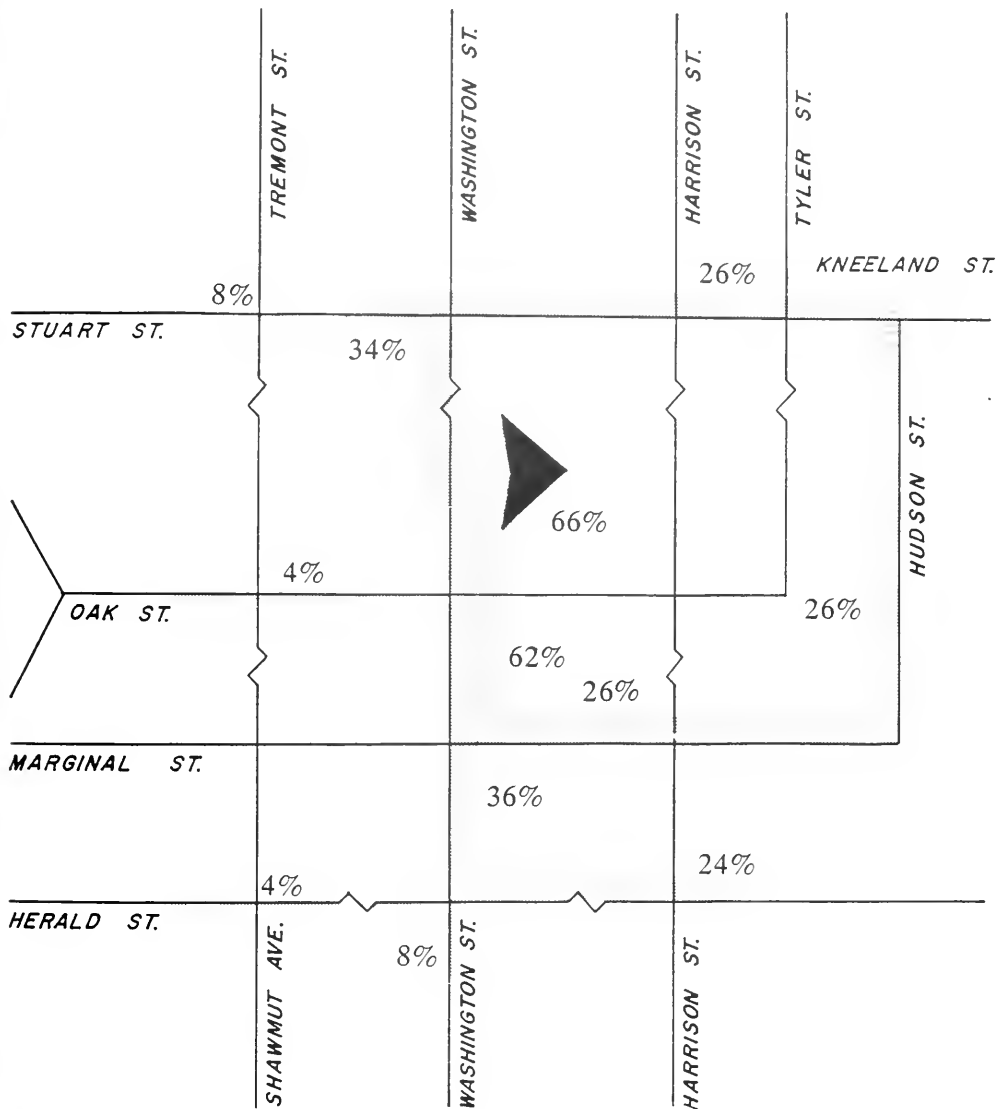 TREMONT ST.
WASHINGTON ST.
HARRISON ST.
TYLER ST.
KNEELAND ST.
26%
8%
STUART ST.
34%
HUDSON ST.
66%
4%
OAK ST.
26%
62%
26%
MARGINAL ST.
36%
24%
4%
HERALD ST.
8%
SHAWMUT AVE.
WASHINGTON ST.
HARRISON ST.